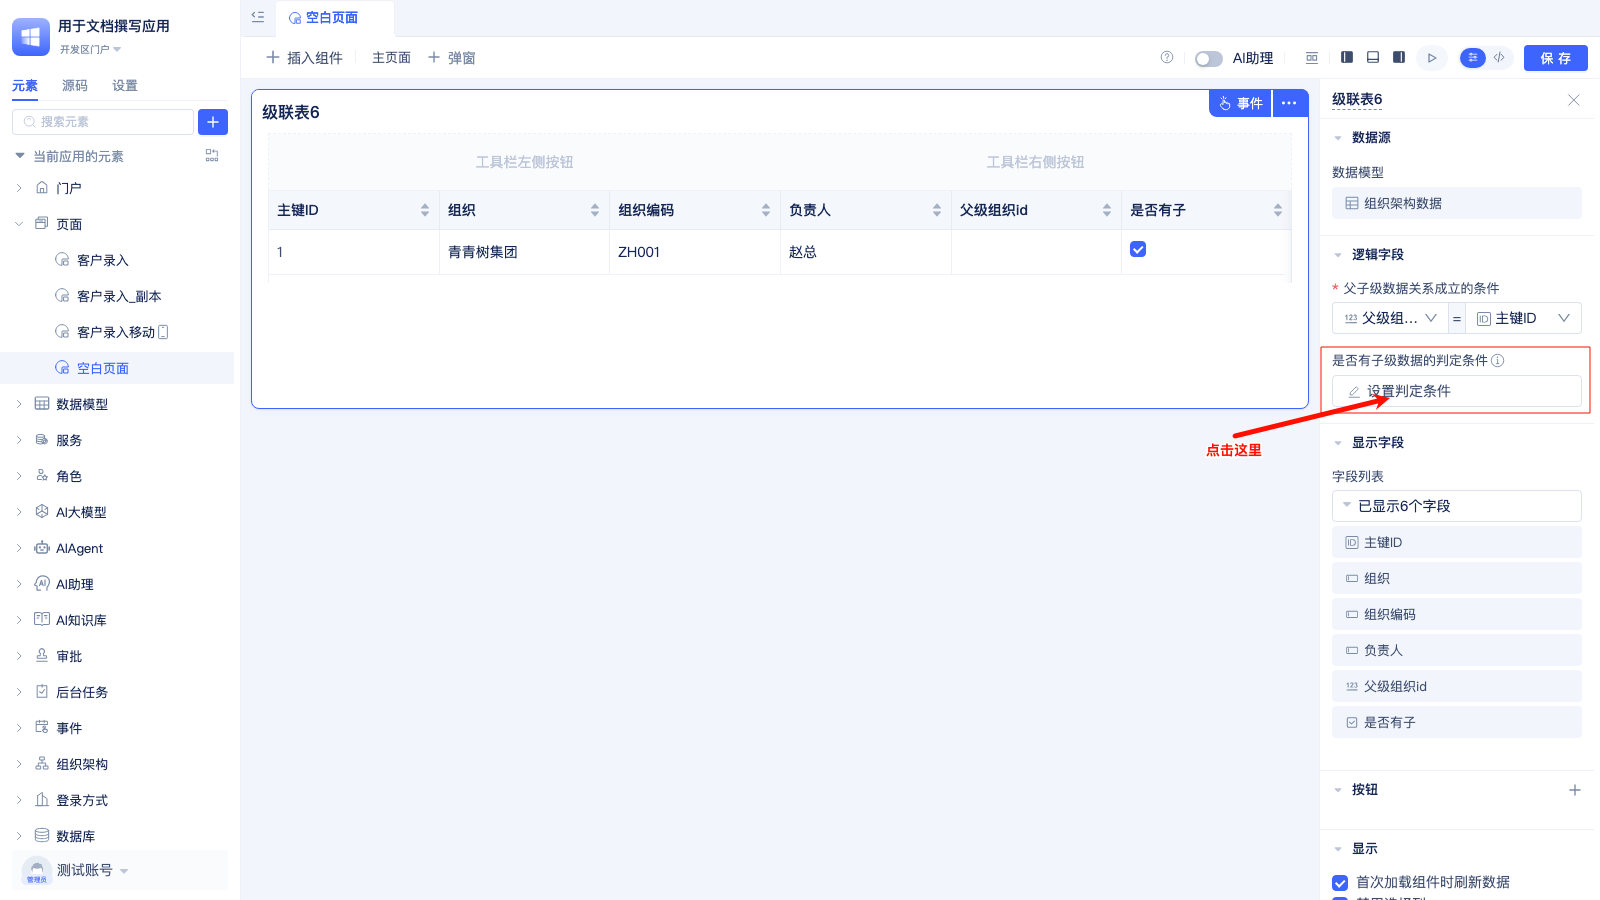 用于文档撰写应用
开发区门户
元素 源码 设置
搜索元素
当前应用的元素
门户
页面
客户录入
客户录入_副本
客户录入移动
空白页面
数据模型
服务
角色
AI大模型
AIAgent
AI助理
AI知识库
审批
后台任务
事件
组织架构
登录方式
数据库
测试账号
管理员
空白页面
插入组件 主页面 弹窗
AI助理
保 存
级联表6
事件
工具栏左侧按钮 工具栏右侧按钮
主键ID 组织 组织编码 负责人 父级组织id 是否有子
1 青青树集团 ZH001 赵总
点击这里
级联表6
数据源
数据模型
组织架构数据
逻辑字段
* 父子级数据关系成立的条件
123 父级组... = ID 主键ID
是否有子级数据的判定条件
设置判定条件
显示字段
字段列表
已显示6个字段
ID 主键ID
组织
组织编码
负责人
123 父级组织id
是否有子
按钮
显示
首次加载组件时刷新数据